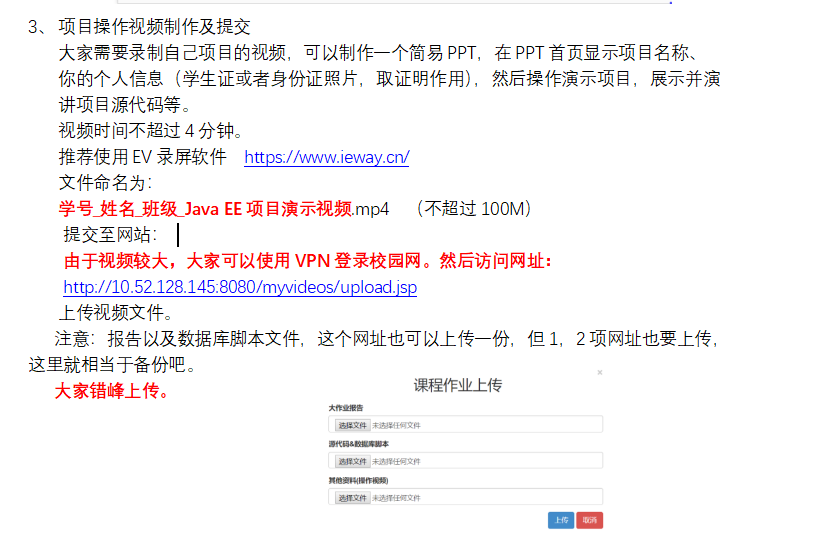 3、 项目操作视频制作及提交
大家需要录制自己项目的视频，可以制作一个简易 PPT，在 PPT 首页显示项目名称、
你的个人信息（学生证或者身份证照片，取证明作用），然后操作演示项目，展示并演
讲项目源代码等。
视频时间不超过 4 分钟。
推荐使用 EV 录屏软件 https://www.ieway.cn/
文件命名为：
学号_姓名_班级_Java EE 项目演示视频.mp4 （不超过 100M）
提交至网站：
由于视频较大，大家可以使用 VPN 登录校园网。然后访问网址：
http://10.52.128.145:8080/myvideos/upload.jsp
上传视频文件。
注意：报告以及数据库脚本文件，这个网址也可以上传一份，但 1，2 项网址也要上传，
这里就相当于备份吧。
大家错峰上传。
课程作业上传
大作业报告
选择文件 未选择任何文件
源代码&数据库脚本
选择文件 未选择任何文件
其他资料(操作视频)
选择文件 未选择任何文件
上传 取消